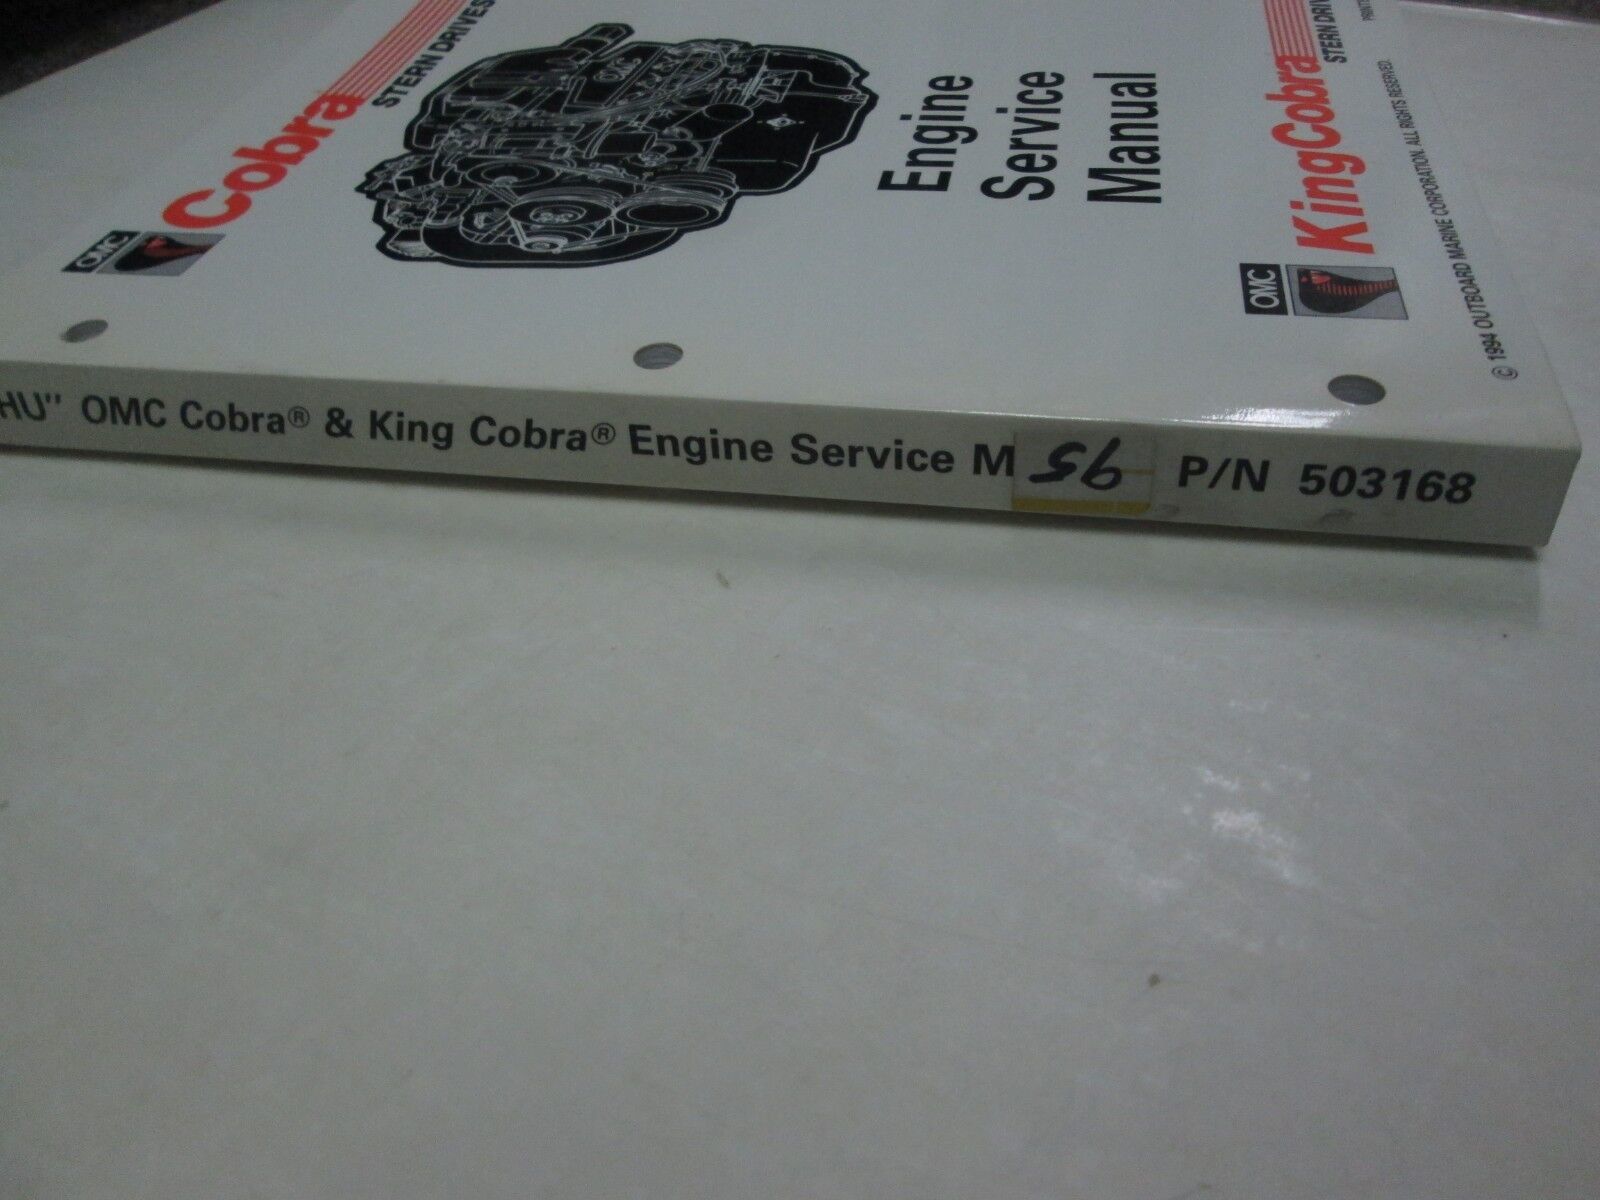 OMC
Cobra
STERN DRIVES
OMC
Engine
Service
Manual
OMC
KingCobra
STERN
© 1994 OUTBOARD MARINE CORPORATION. ALL RIGHTS RESERVED.
HU" OMC Cobra® & King Cobra® Engine Service M 95 P/N 503168